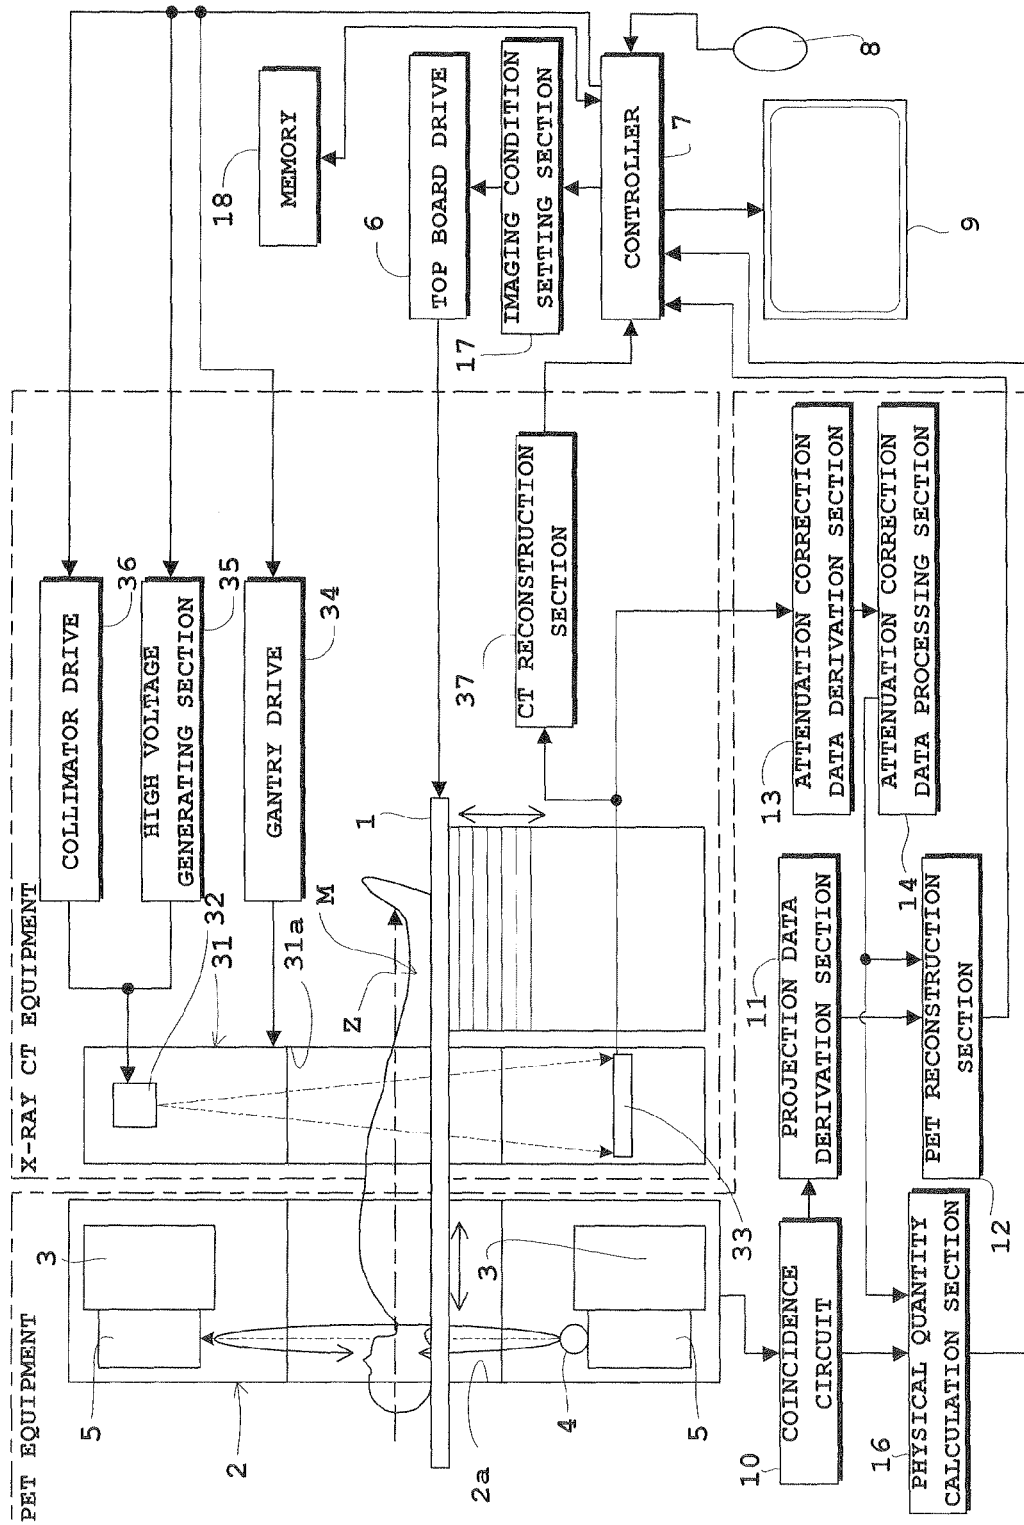 PET EQUIPMENT
X-RAY CT EQUIPMENT
COLLIMATOR DRIVE
36
HIGH VOLTAGE
GENERATING SECTION
35
GANTRY DRIVE
34
5
3
2
31
32
31a
M
Z
1
2a
3
4
5
33
37
CT RECONSTRUCTION
SECTION
18
MEMORY
6
TOP BOARD DRIVE
17
IMAGING CONDITION
SETTING SECTION
CONTROLLER
7
8
9
10
COINCIDENCE
CIRCUIT
11
PROJECTION DATA
DERIVATION SECTION
13
ATTENUATION CORRECTION
DATA DERIVATION SECTION
14
ATTENUATION CORRECTION
DATA PROCESSING SECTION
16
PHYSICAL QUANTITY
CALCULATION SECTION
12
PET RECONSTRUCTION
SECTION